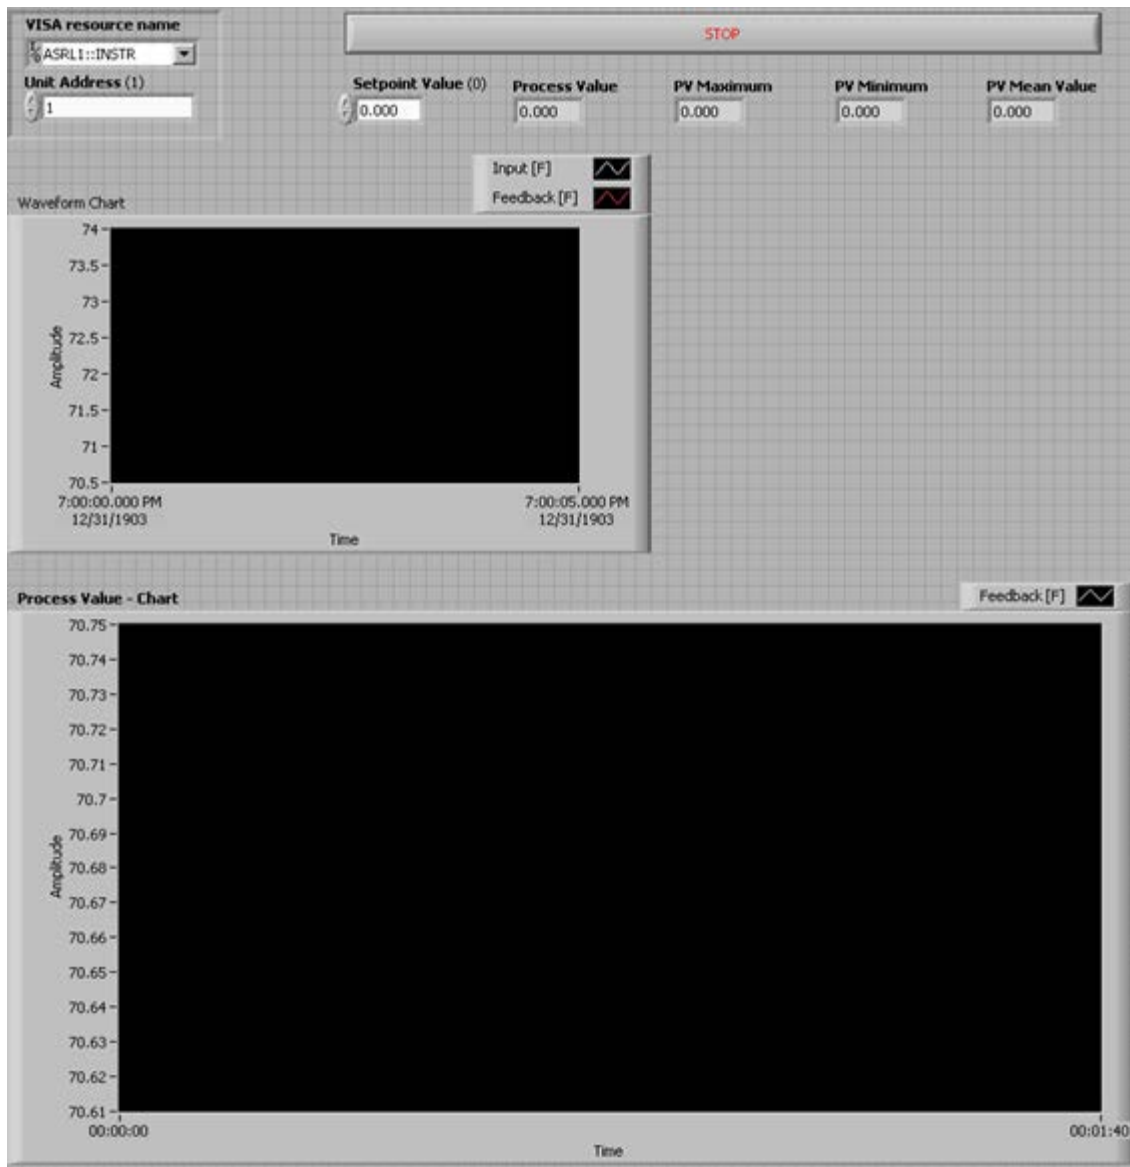 VISA resource name
ASRL1::INSTR
Unit Address (1)
1
STOP
Setpoint Value (0)
0.000
Process Value
0.000
PV Maximum
0.000
PV Minimum
0.000
PV Mean Value
0.000
Input [F]
Feedback [F]
Waveform Chart
74
73.5
73
72.5
72
71.5
71
70.5
Amplitude
7:00:00.000 PM
12/31/1903
7:00:05.000 PM
12/31/1903
Time
Process Value - Chart
Feedback [F]
70.75
70.74
70.73
70.72
70.71
70.7
70.69
70.68
70.67
70.66
70.65
70.64
70.63
70.62
70.61
Amplitude
00:00:00
00:01:40
Time